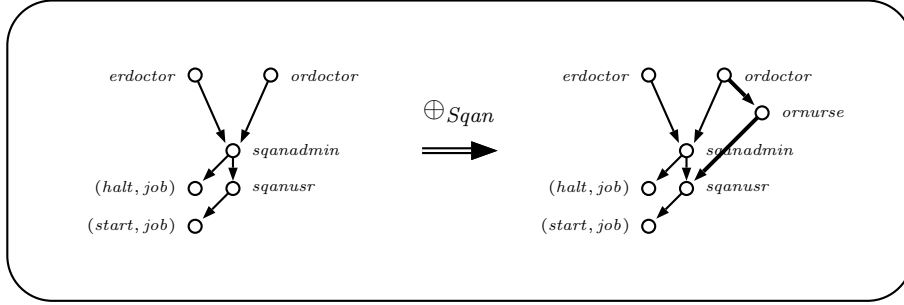 erdoctor ordoctor
sqanadmin
(halt, job) sqanusr
(start, job)
⊕Sqan
erdoctor ordoctor
ornurse
sqanadmin
(halt, job) sqanusr
(start, job)